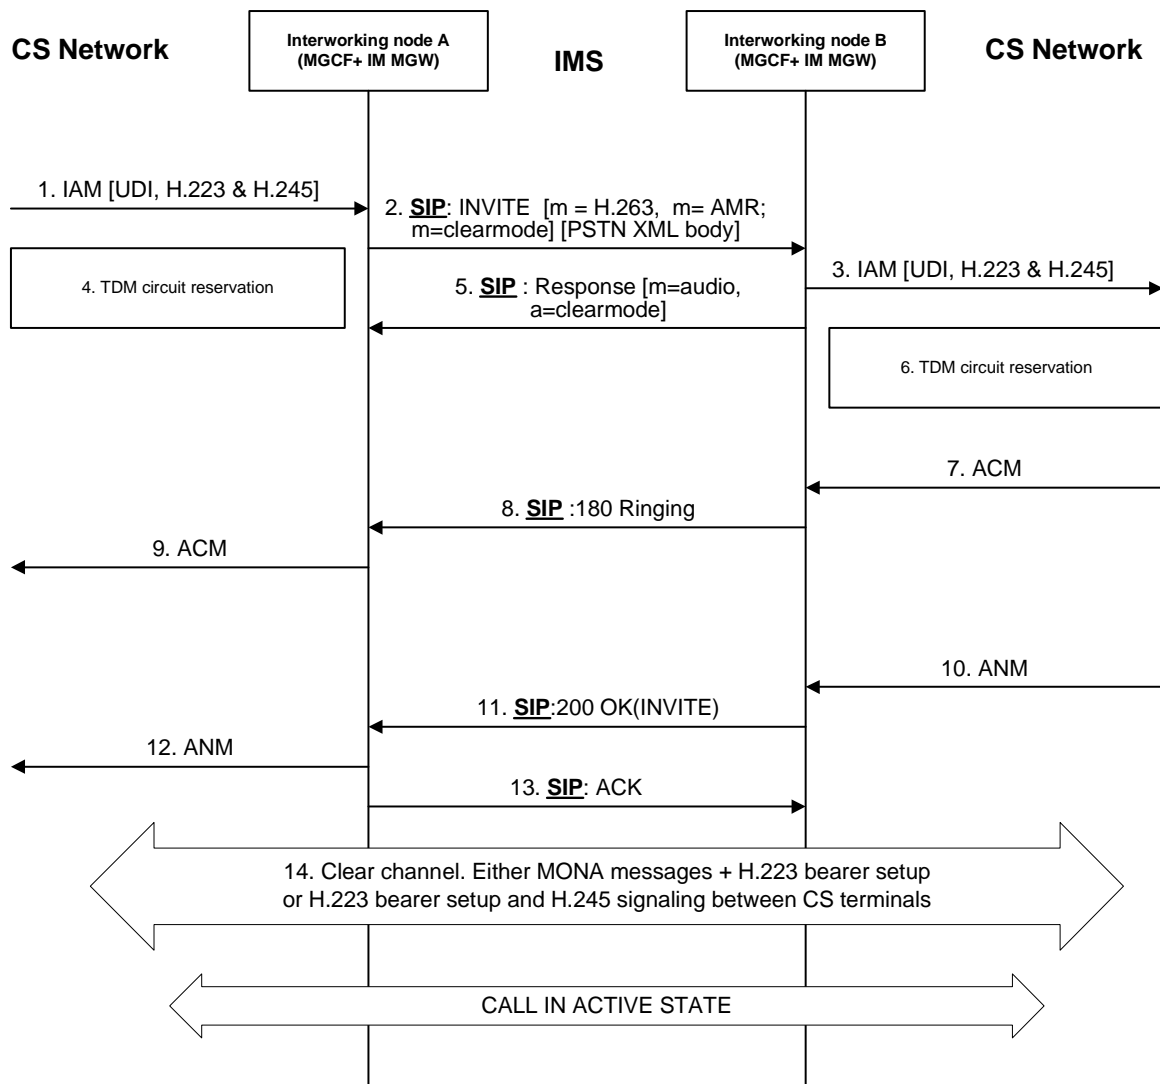 CS Network
Interworking node A
(MGCF+ IM MGW)
IMS
Interworking node B
(MGCF+ IM MGW)
CS Network
1. IAM [UDI, H.223 & H.245]
2. SIP: INVITE  [m = H.263,  m= AMR;
m=clearmode] [PSTN XML body]
3. IAM [UDI, H.223 & H.245]
4. TDM circuit reservation
5. SIP : Response [m=audio,
a=clearmode]
6. TDM circuit reservation
7. ACM
8. SIP :180 Ringing
9. ACM
10. ANM
11. SIP:200 OK(INVITE)
12. ANM
13. SIP: ACK
14. Clear channel. Either MONA messages + H.223 bearer setup
or H.223 bearer setup and H.245 signaling between CS terminals
CALL IN ACTIVE STATE